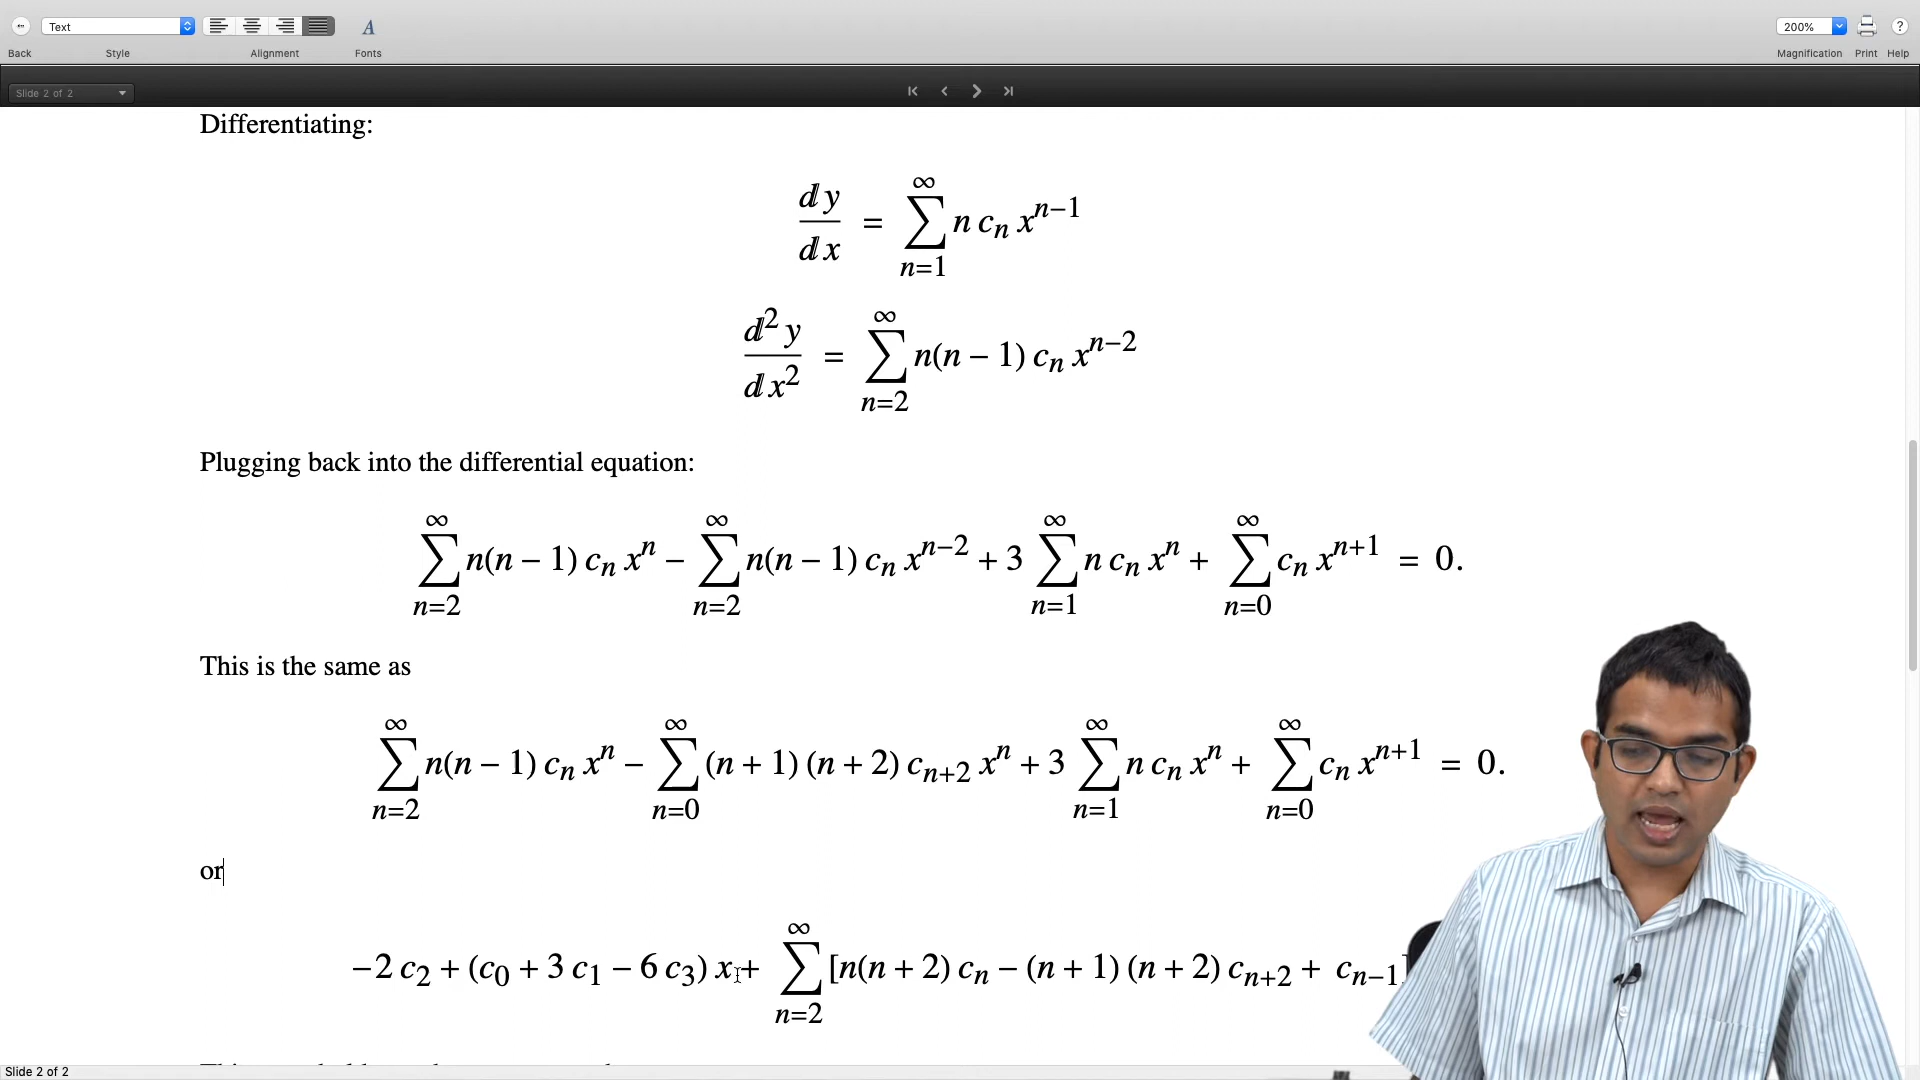 Text
200%
Back Style Alignment Fonts Magnification Print Help
Slide 2 of 2
Differentiating:
dy/dx = ∑_{n=1}^{∞} n c_n x^{n−1}
d²y/dx² = ∑_{n=2}^{∞} n(n − 1) c_n x^{n−2}
Plugging back into the differential equation:
∑_{n=2}^{∞} n(n − 1) c_n x^n − ∑_{n=2}^{∞} n(n − 1) c_n x^{n−2} + 3 ∑_{n=1}^{∞} n c_n x^n + ∑_{n=0}^{∞} c_n x^{n+1} = 0.
This is the same as
∑_{n=2}^{∞} n(n − 1) c_n x^n − ∑_{n=0}^{∞} (n + 1) (n + 2) c_{n+2} x^n + 3 ∑_{n=1}^{∞} n c_n x^n + ∑_{n=0}^{∞} c_n x^{n+1} = 0.
or
−2 c_2 + (c_0 + 3 c_1 − 6 c_3) x + ∑_{n=2}^{∞} [n(n + 2) c_n − (n + 1) (n + 2) c_{n+2} + c_{n−1}]
Slide 2 of 2